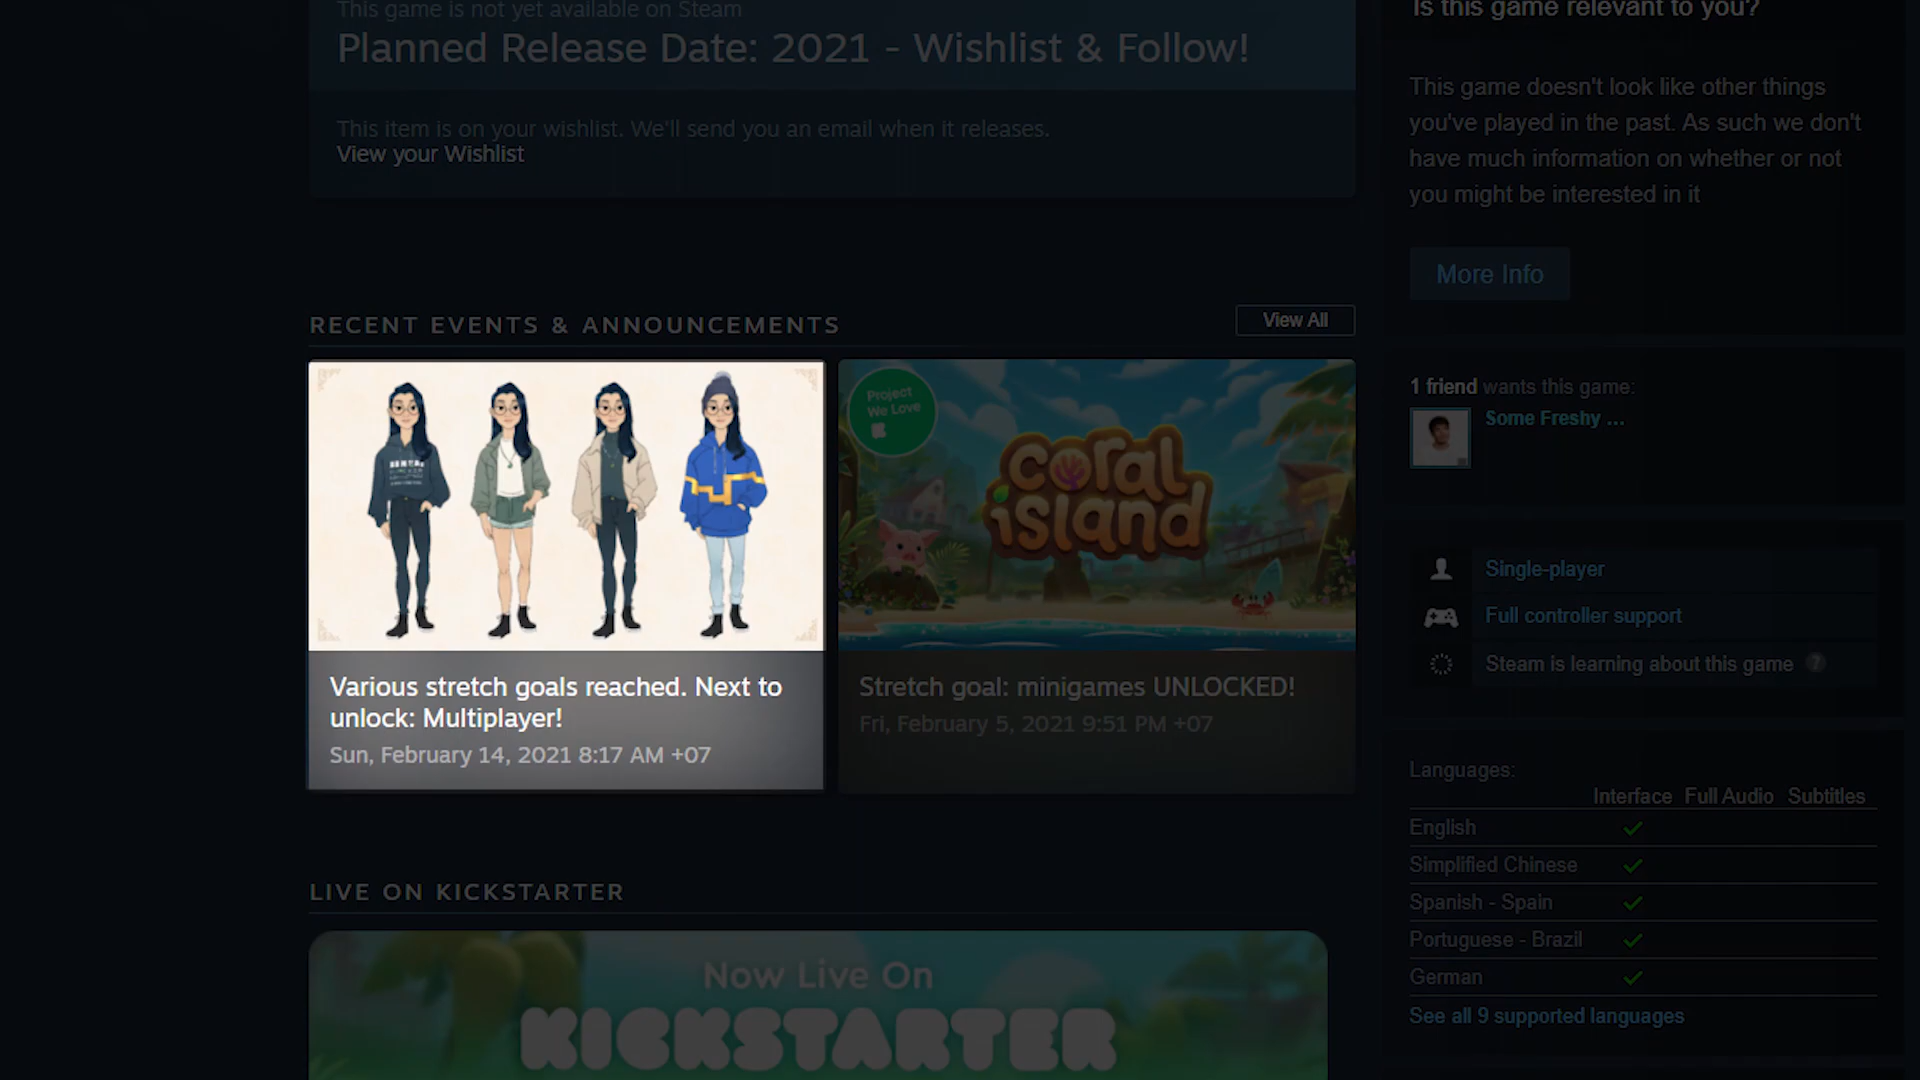 This game is not yet available on Steam
Planned Release Date: 2021 - Wishlist & Follow!
This item is on your wishlist. We'll send you an email when it releases.
View your Wishlist
RECENT EVENTS & ANNOUNCEMENTS
View All
Various stretch goals reached. Next to
unlock: Multiplayer!
Sun, February 14, 2021 8:17 AM +07
Project
We Love
coral
island
Stretch goal: minigames UNLOCKED!
Fri, February 5, 2021 9:51 PM +07
LIVE ON KICKSTARTER
Now Live On
KICKSTARTER
Is this game relevant to you?
This game doesn't look like other things
you've played in the past. As such we don't
have much information on whether or not
you might be interested in it
More Info
1 friend wants this game:
Some Freshy ...
Single-player
Full controller support
Steam is learning about this game ?
Languages:
Interface Full Audio Subtitles
English
Simplified Chinese
Spanish - Spain
Portuguese - Brazil
German
See all 9 supported languages